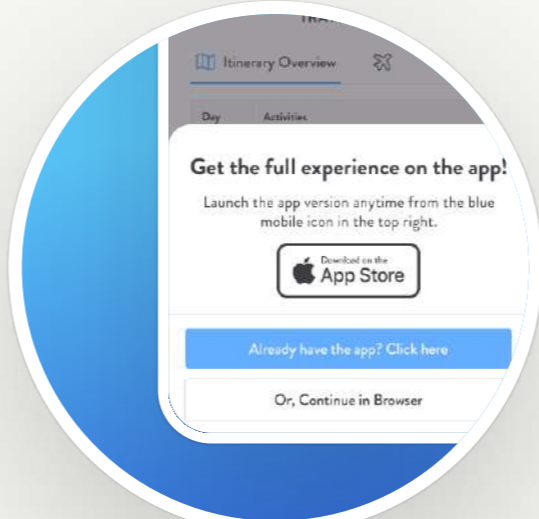 Itinerary Overview
Day Activities
Get the full experience on the app!
Launch the app version anytime from the blue
mobile icon in the top right.
Download on the
App Store
Already have the app? Click here
Or, Continue in Browser